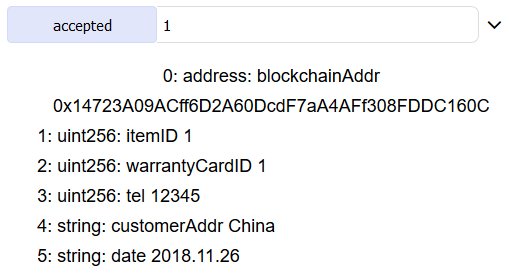 accepted 1
0: address: blockchainAddr
0x14723A09ACff6D2A60DcdF7aA4AFf308FDDC160C
1: uint256: itemID 1
2: uint256: warrantyCardID 1
3: uint256: tel 12345
4: string: customerAddr China
5: string: date 2018.11.26